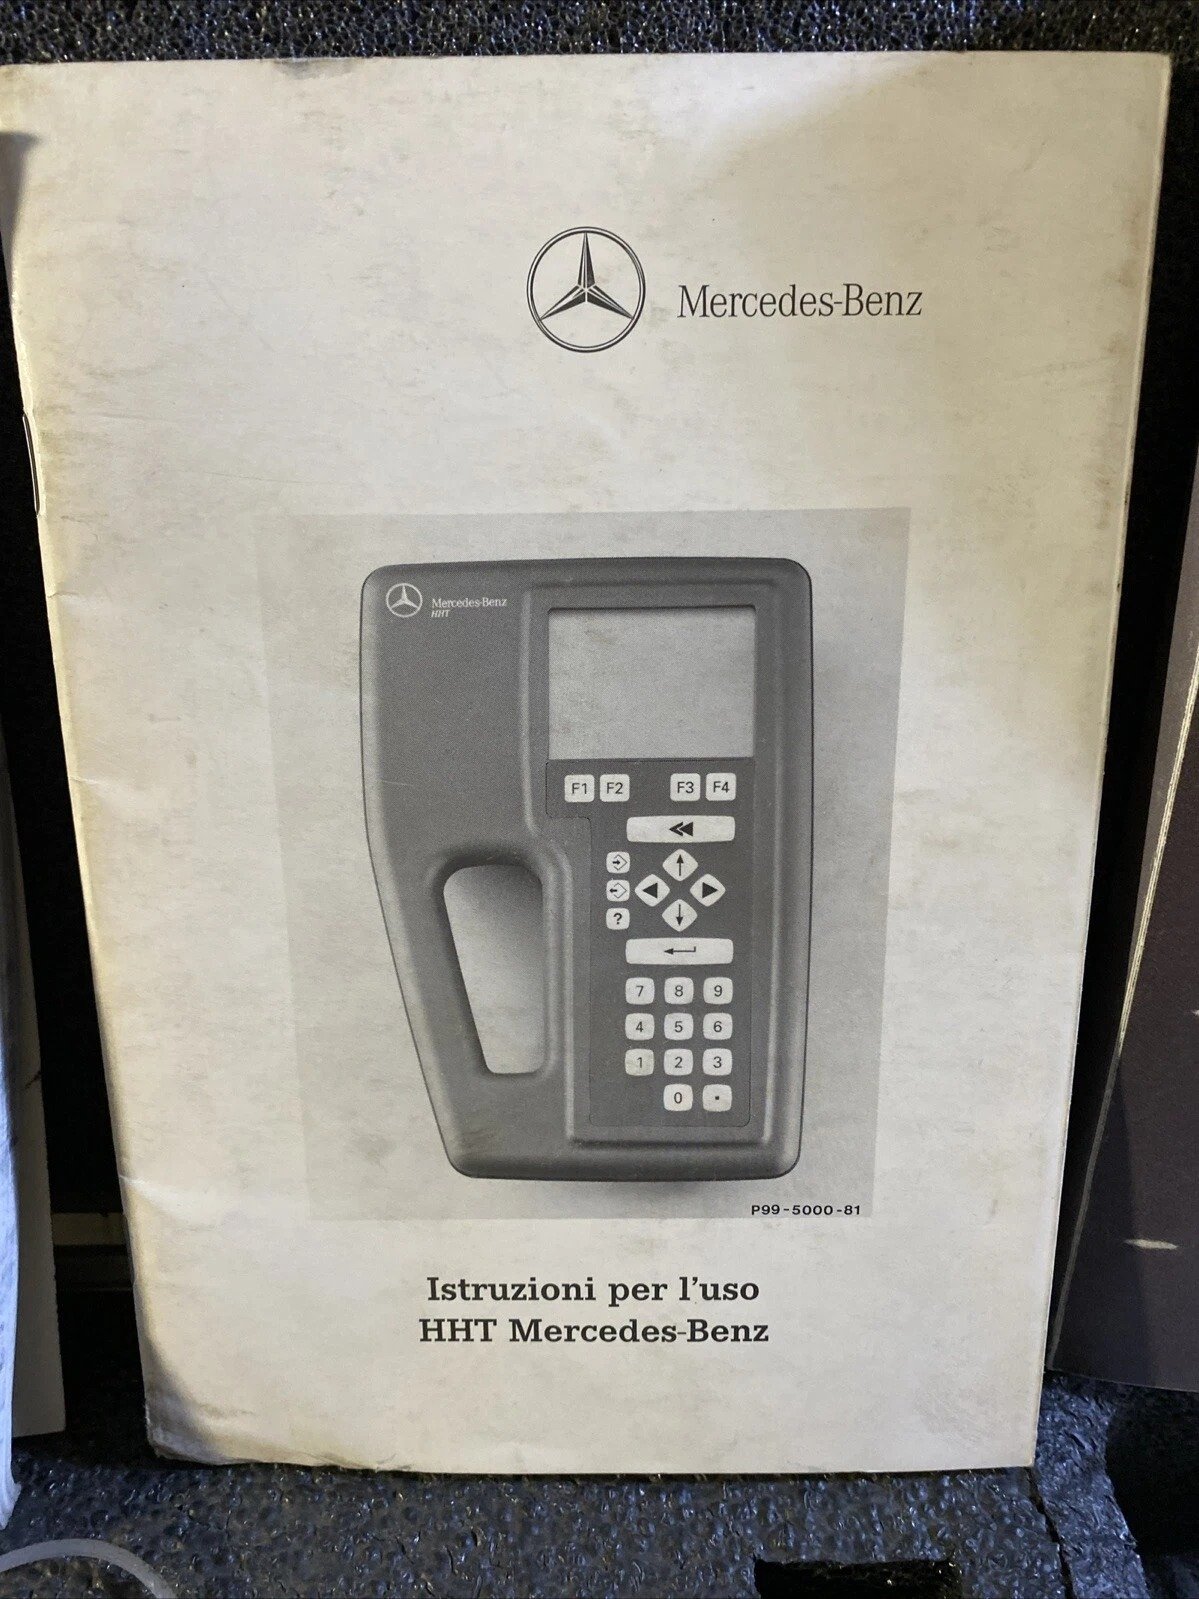 Mercedes-Benz
Mercedes-Benz
HHT
F1 F2 F3 F4
?
7 8 9
4 5 6
1 2 3
0 .
P99-5000-81
Istruzioni per l'uso
HHT Mercedes-Benz